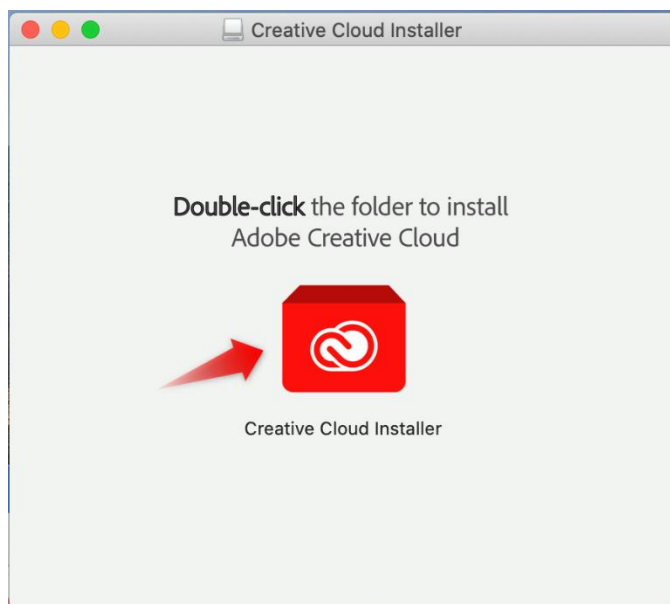 Creative Cloud Installer
Double-click the folder to install
Adobe Creative Cloud
Creative Cloud Installer